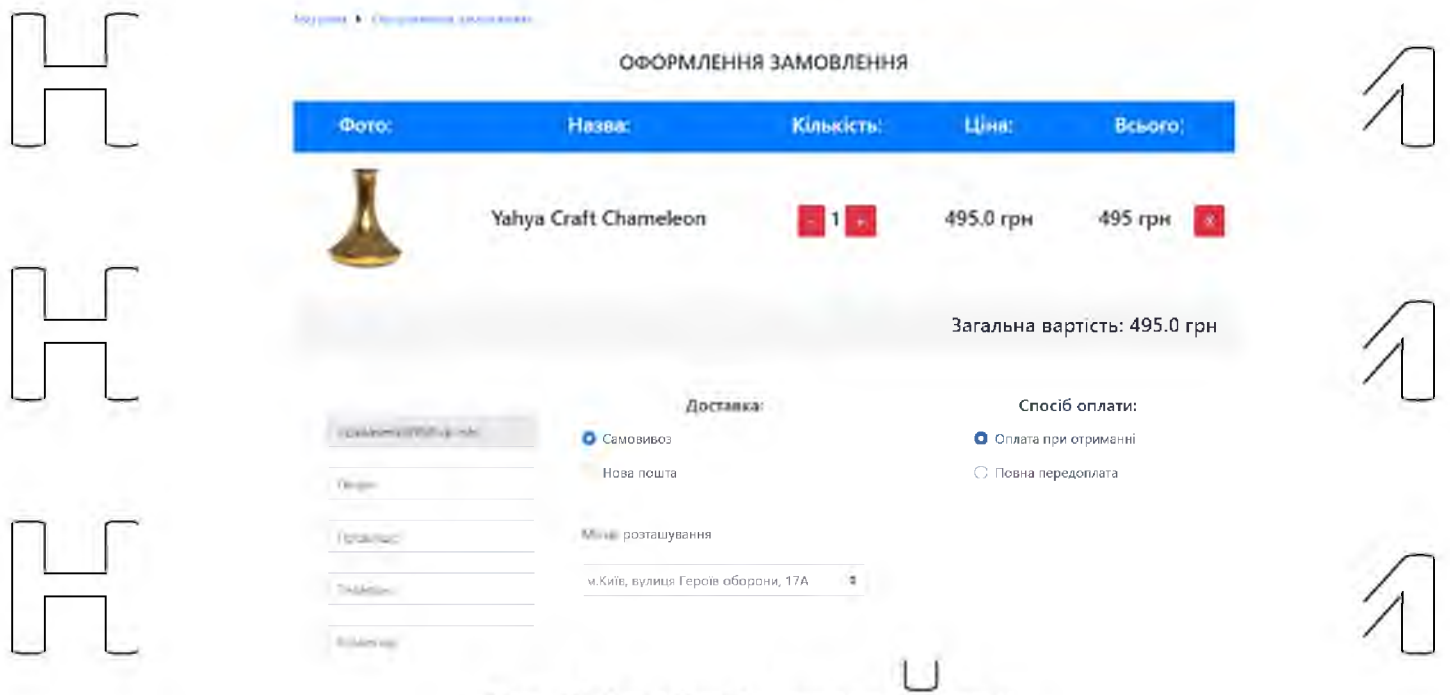 ОФОРМЛЕННЯ ЗАМОВЛЕННЯ
Фото: Назва: Кількість: Ціна: Всього:
Yahya Craft Chameleon - 1 + 495.0 грн 495 грн x
Загальна вартість: 495.0 грн
Доставка: Спосіб оплати:
Самовивоз Оплата при отриманні
Нова пошта Повна передоплата
розташування
м.Київ, вулиця Героїв оборони, 17А